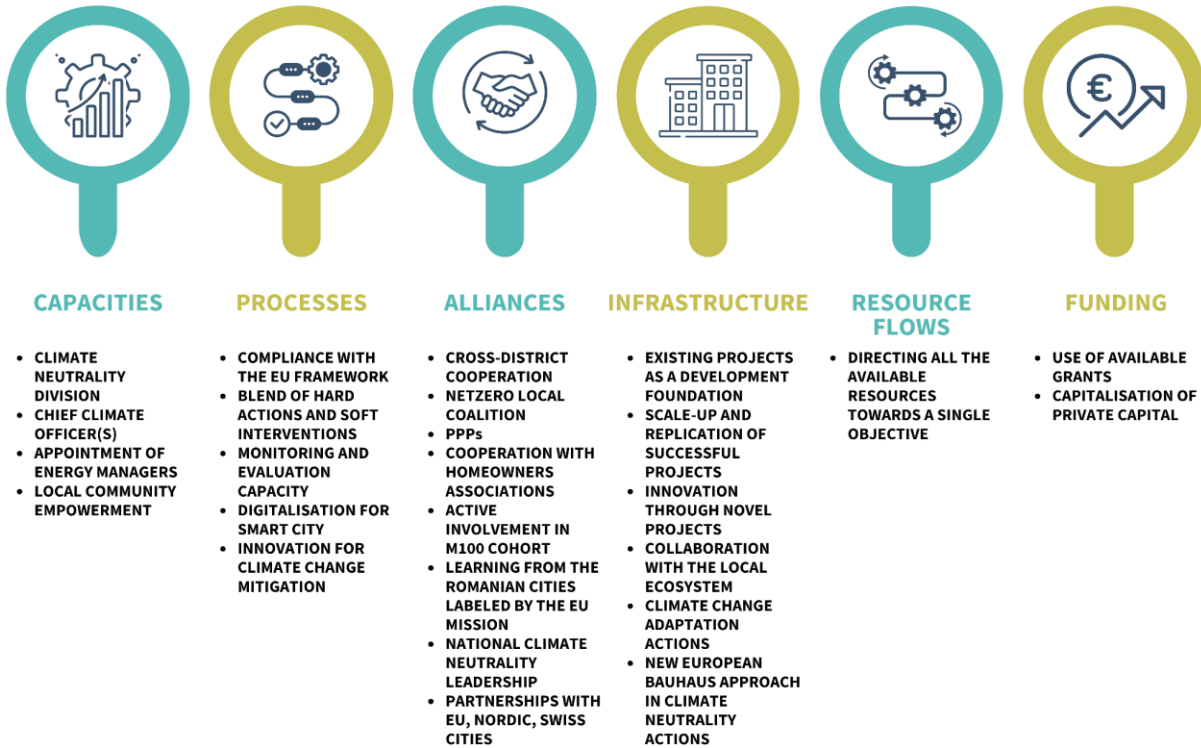 €
CAPACITIES
• CLIMATE
NEUTRALITY
DIVISION
• CHIEF CLIMATE
OFFICER(S)
• APPOINTMENT OF
ENERGY MANAGERS
• LOCAL COMMUNITY
EMPOWERMENT
PROCESSES
• COMPLIANCE WITH
THE EU FRAMEWORK
• BLEND OF HARD
ACTIONS AND SOFT
INTERVENTIONS
• MONITORING AND
EVALUATION
CAPACITY
• DIGITALISATION FOR
SMART CITY
• INNOVATION FOR
CLIMATE CHANGE
MITIGATION
ALLIANCES
• CROSS-DISTRICT
COOPERATION
• NETZERO LOCAL
COALITION
• PPPs
• COOPERATION WITH
HOMEOWNERS
ASSOCIATIONS
• ACTIVE
INVOLVEMENT IN
M100 COHORT
• LEARNING FROM THE
ROMANIAN CITIES
LABELED BY THE EU
MISSION
• NATIONAL CLIMATE
NEUTRALITY
LEADERSHIP
• PARTNERSHIPS WITH
EU, NORDIC, SWISS
CITIES
INFRASTRUCTURE
• EXISTING PROJECTS
AS A DEVELOPMENT
FOUNDATION
• SCALE-UP AND
REPLICATION OF
SUCCESSFUL
PROJECTS
• INNOVATION
THROUGH NOVEL
PROJECTS
• COLLABORATION
WITH THE LOCAL
ECOSYSTEM
• CLIMATE CHANGE
ADAPTATION
ACTIONS
• NEW EUROPEAN
BAUHAUS APPROACH
IN CLIMATE
NEUTRALITY
ACTIONS
RESOURCE
FLOWS
• DIRECTING ALL THE
AVAILABLE
RESOURCES
TOWARDS A SINGLE
OBJECTIVE
FUNDING
• USE OF AVAILABLE
GRANTS
• CAPITALISATION OF
PRIVATE CAPITAL